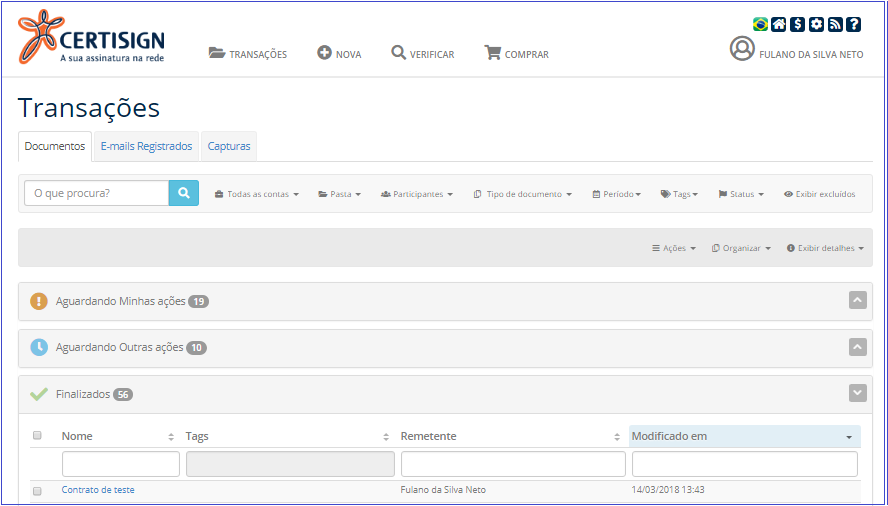 CERTISIGN
A sua assinatura na rede
TRANSAÇÕES
NOVA
VERIFICAR
COMPRAR
$ ?
FULANO DA SILVA NETO
Transações
Documentos E-mails Registrados Capturas
O que procura? Todas as contas Pasta Participantes Tipo de documento Período Tags Status Exibir excluídos
Ações Organizar Exibir detalhes
Aguardando Minhas ações 19
Aguardando Outras ações 10
Finalizados 56
Nome Tags Remetente Modificado em
Contrato de teste Fulano da Silva Neto 14/03/2018 13:43